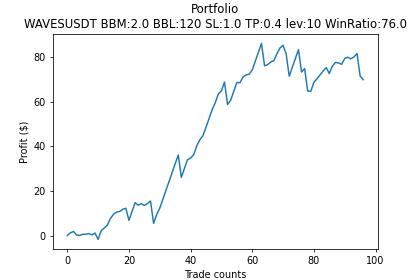 Portfolio
WAVESUSDT BBM:2.0 BBL:120 SL:1.0 TP:0.4 lev:10 WinRatio:76.0
Profit ($)
80
60
40
20
0
0 20 40 60 80 100
Trade counts